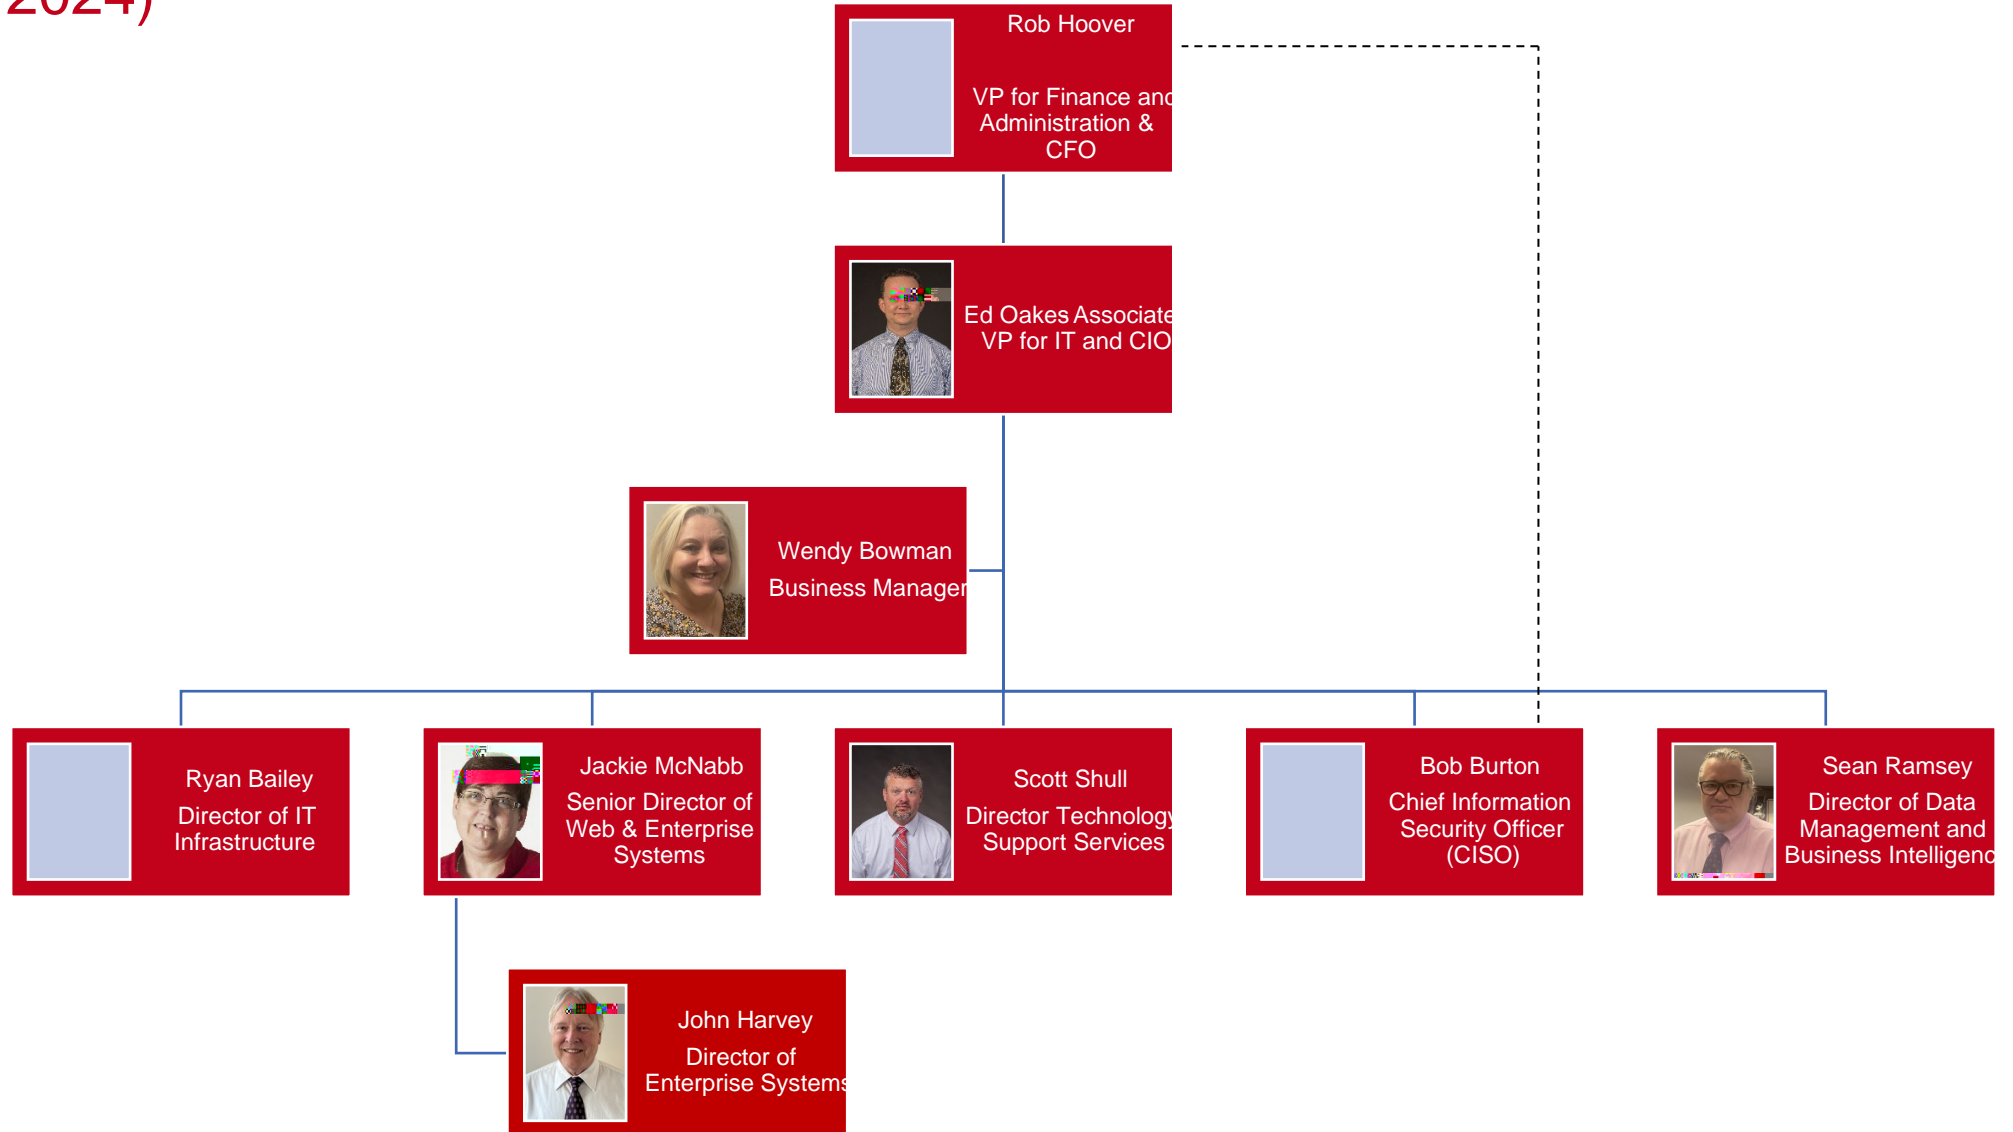 2024)
Rob Hoover
VP for Finance and
Administration &
CFO
Ed Oakes Associate
VP for IT and CIO
Wendy Bowman
Business Manager
Ryan Bailey
Director of IT
Infrastructure
Jackie McNabb
Senior Director of
Web & Enterprise
Systems
Scott Shull
Director Technology
Support Services
Bob Burton
Chief Information
Security Officer
(CISO)
Sean Ramsey
Director of Data
Management and
Business Intelligenc
John Harvey
Director of
Enterprise Systems